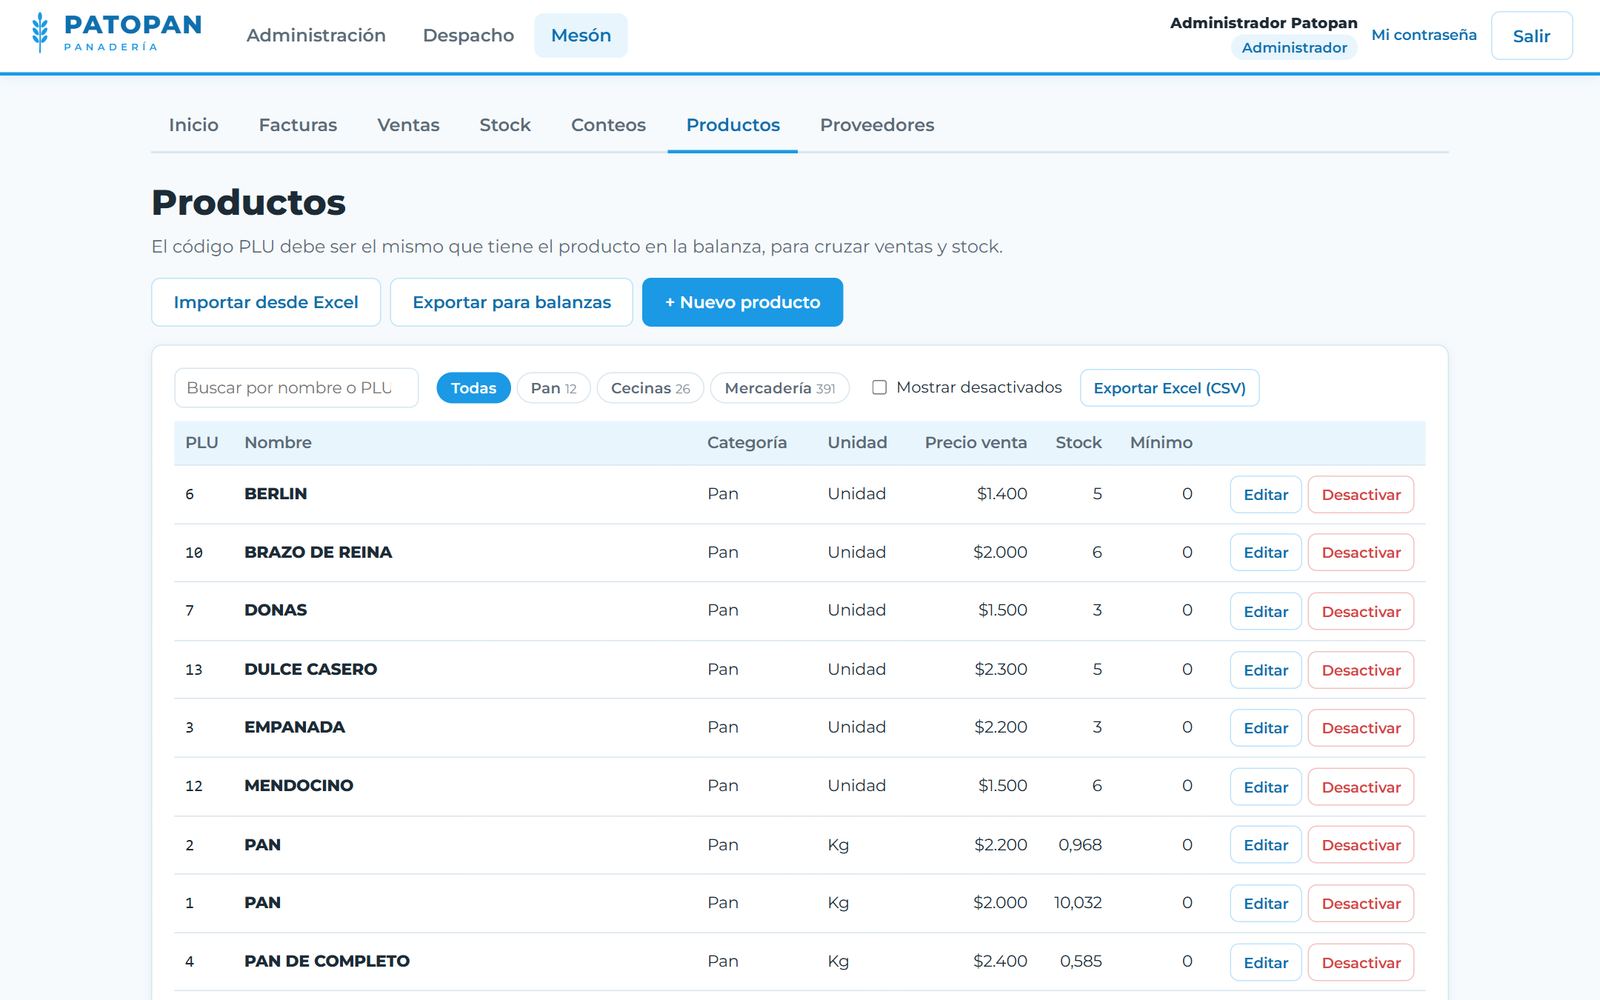 PATOPAN
PANADERÍA
Administración Despacho Mesón
Administrador Patopan
Administrador
Mi contraseña
Salir
Inicio Facturas Ventas Stock Conteos Productos Proveedores
Productos
El código PLU debe ser el mismo que tiene el producto en la balanza, para cruzar ventas y stock.
Importar desde Excel Exportar para balanzas + Nuevo producto
Buscar por nombre o PLU Todas Pan 12 Cecinas 26 Mercadería 391 Mostrar desactivados Exportar Excel (CSV)
PLU Nombre Categoría Unidad Precio venta Stock Mínimo
6 BERLIN Pan Unidad $1.400 5 0 Editar Desactivar
10 BRAZO DE REINA Pan Unidad $2.000 6 0 Editar Desactivar
7 DONAS Pan Unidad $1.500 3 0 Editar Desactivar
13 DULCE CASERO Pan Unidad $2.300 5 0 Editar Desactivar
3 EMPANADA Pan Unidad $2.200 3 0 Editar Desactivar
12 MENDOCINO Pan Unidad $1.500 6 0 Editar Desactivar
2 PAN Pan Kg $2.200 0,968 0 Editar Desactivar
1 PAN Pan Kg $2.000 10,032 0 Editar Desactivar
4 PAN DE COMPLETO Pan Kg $2.400 0,585 0 Editar Desactivar